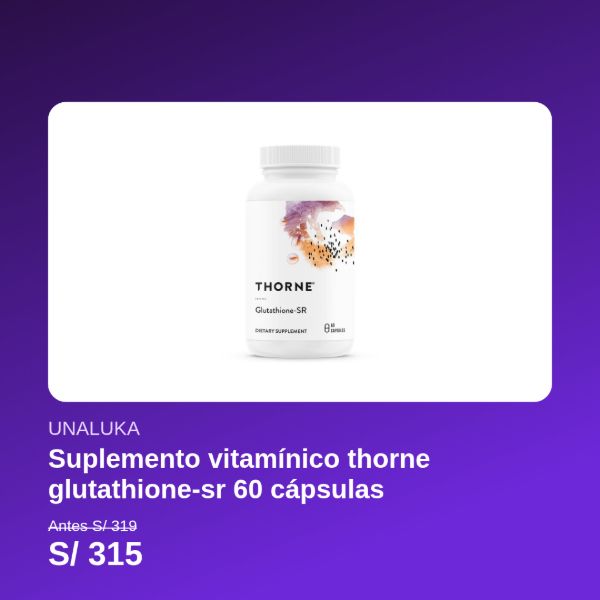 THORNE
Glutathione-SR
DIETARY SUPPLEMENT
60 CAPSULES
UNALUKA
Suplemento vitamínico thorne
glutathione-sr 60 cápsulas
Antes S/ 319
S/ 315